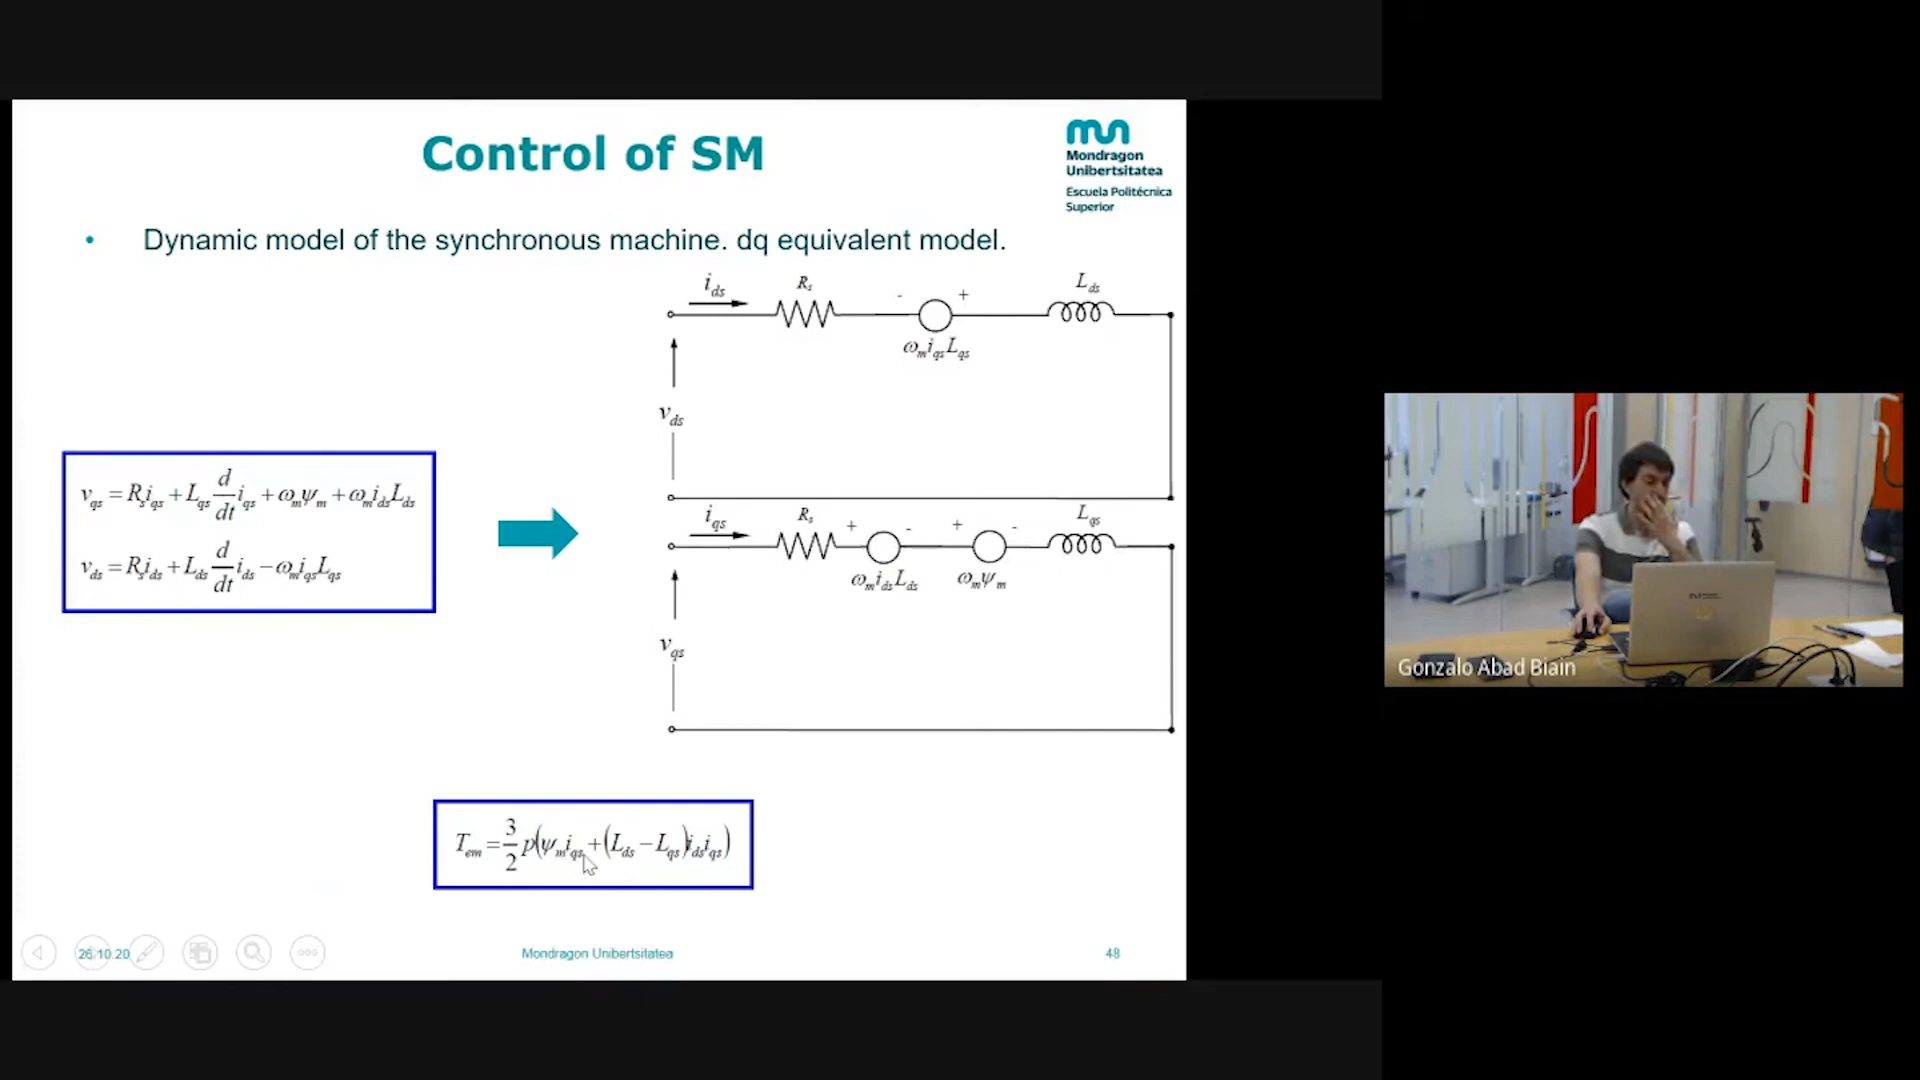 Control of SM
Mondragon
Unibertsitatea
Escuela Politécnica
Superior
• Dynamic model of the synchronous machine. dq equivalent model.
i_ds R_s - + L_ds
ω_m i_qs L_qs
v_ds
v_qs = R_s i_qs + L_qs d/dt i_qs + ω_m ψ_m + ω_m i_ds L_ds
v_ds = R_s i_ds + L_ds d/dt i_ds − ω_m i_qs L_qs
i_qs R_s + - + - L_qs
ω_m i_ds L_ds ω_m ψ_m
v_qs
T_em = 3/2 p(ψ_m i_qs + (L_ds − L_qs) i_ds i_qs)
26.10.20
Mondragon Unibertsitatea
48
Gonzalo Abad Biain